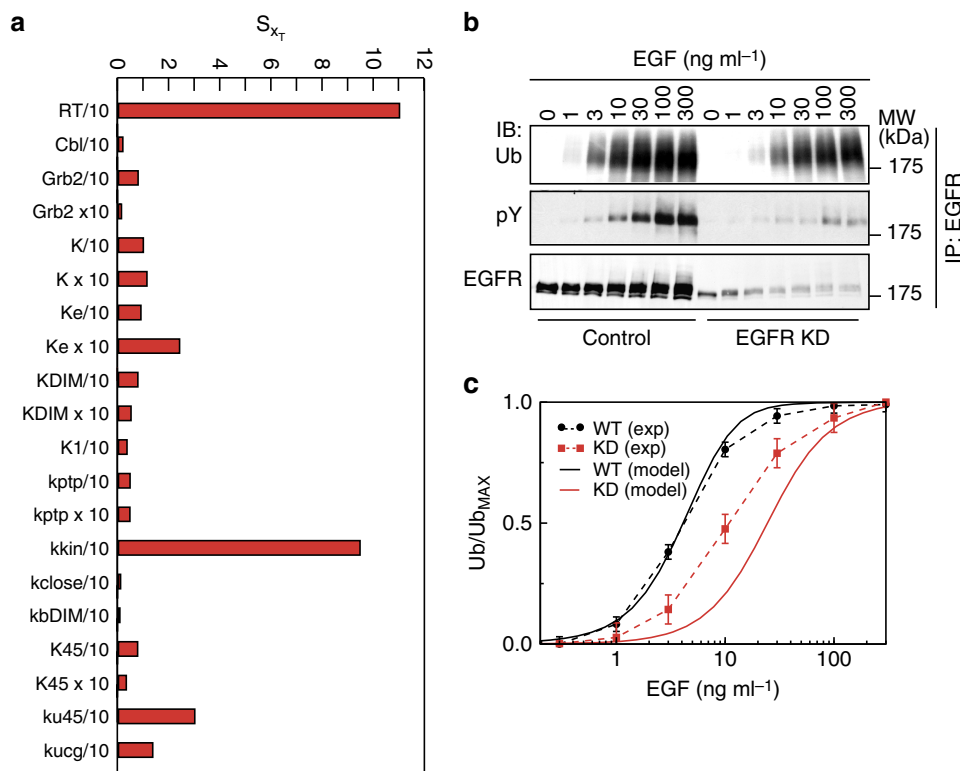 a
S_xT
0 2 4 6 8 10 12
RT/10
Cbl/10
Grb2/10
Grb2 x10
K/10
K x 10
Ke/10
Ke x 10
KDIM/10
KDIM x 10
K1/10
kptp/10
kptp x 10
kkin/10
kclose/10
kbDIM/10
K45/10
K45 x 10
ku45/10
kucg/10
b
EGF (ng ml⁻¹)
0 1 3 10 30 100 300 0 1 3 10 30 100 300
MW (kDa)
IB:
Ub
175
pY
175
EGFR
175
IP: EGFR
Control
EGFR KD
c
1.0
0.5
0.0
Ub/Ub_MAX
WT (exp)
KD (exp)
WT (model)
KD (model)
1 10 100
EGF (ng ml⁻¹)